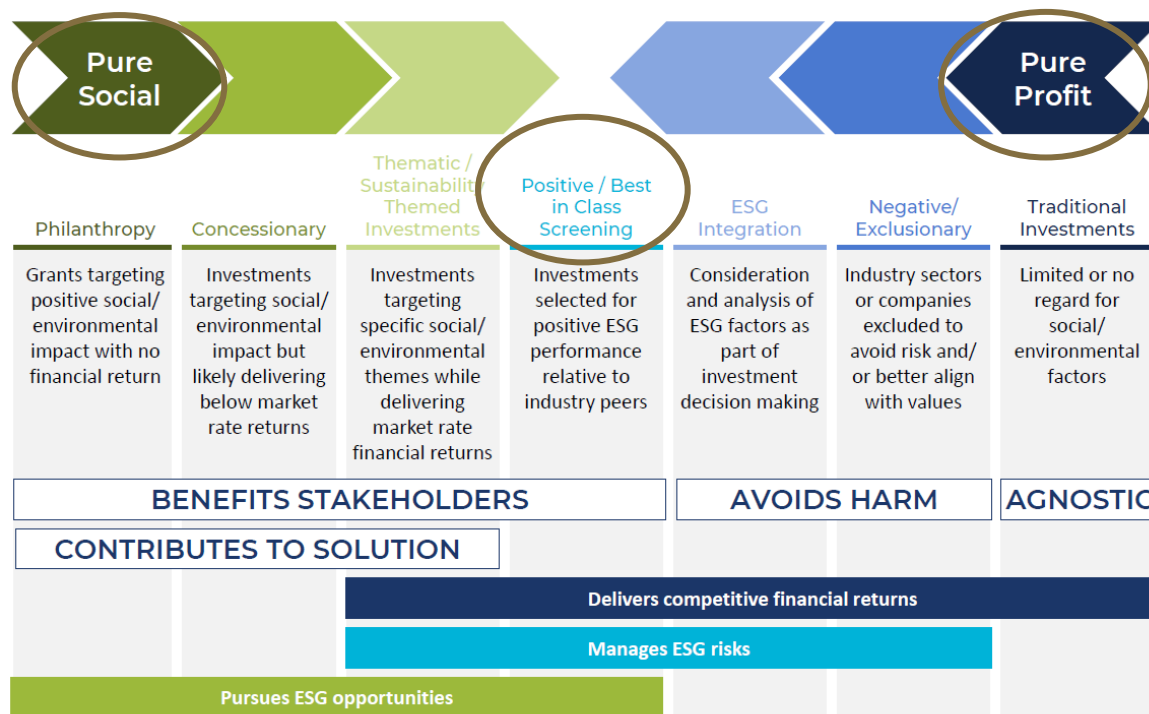 Pure
Social
Pure
Profit
Philanthropy
Concessionary
Thematic /
Sustainability
Themed
Investments
Positive / Best
in Class
Screening
ESG
Integration
Negative/
Exclusionary
Traditional
Investments
Grants targeting
positive social/
environmental
impact with no
financial return
Investments
targeting social/
environmental
impact but
likely delivering
below market
rate returns
Investments
targeting
specific social/
environmental
themes while
delivering
market rate
financial returns
Investments
selected for
positive ESG
performance
relative to
industry peers
Consideration
and analysis of
ESG factors as
part of
investment
decision making
Industry sectors
or companies
excluded to
avoid risk and/
or better align
with values
Limited or no
regard for
social/
environmental
factors
BENEFITS STAKEHOLDERS
AVOIDS HARM
AGNOSTIC
CONTRIBUTES TO SOLUTION
Delivers competitive financial returns
Manages ESG risks
Pursues ESG opportunities